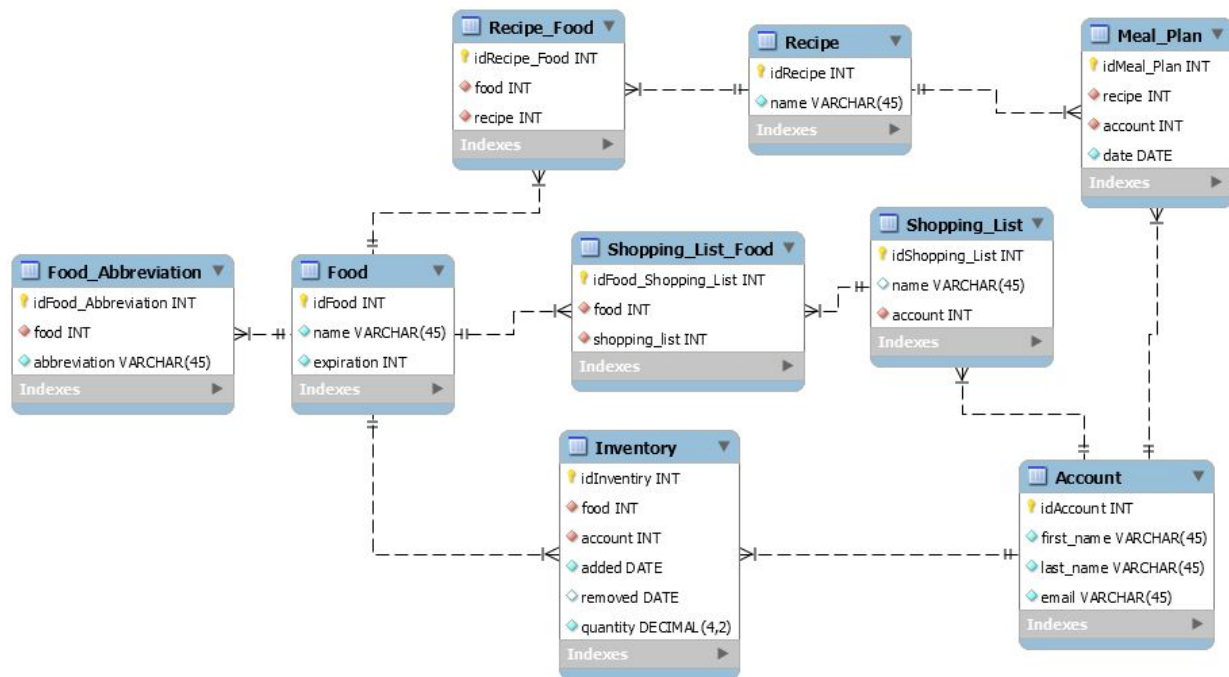 Recipe_Food
idRecipe_Food INT
food INT
recipe INT
Indexes
Recipe
idRecipe INT
name VARCHAR(45)
Indexes
Meal_Plan
idMeal_Plan INT
recipe INT
account INT
date DATE
Indexes
Food_Abbreviation
idFood_Abbreviation INT
food INT
abbreviation VARCHAR(45)
Indexes
Food
idFood INT
name VARCHAR(45)
expiration INT
Indexes
Shopping_List_Food
idFood_Shopping_List INT
food INT
shopping_list INT
Indexes
Shopping_List
idShopping_List INT
name VARCHAR(45)
account INT
Indexes
Inventory
idInventiry INT
food INT
account INT
added DATE
removed DATE
quantity DECIMAL(4,2)
Indexes
Account
idAccount INT
first_name VARCHAR(45)
last_name VARCHAR(45)
email VARCHAR(45)
Indexes